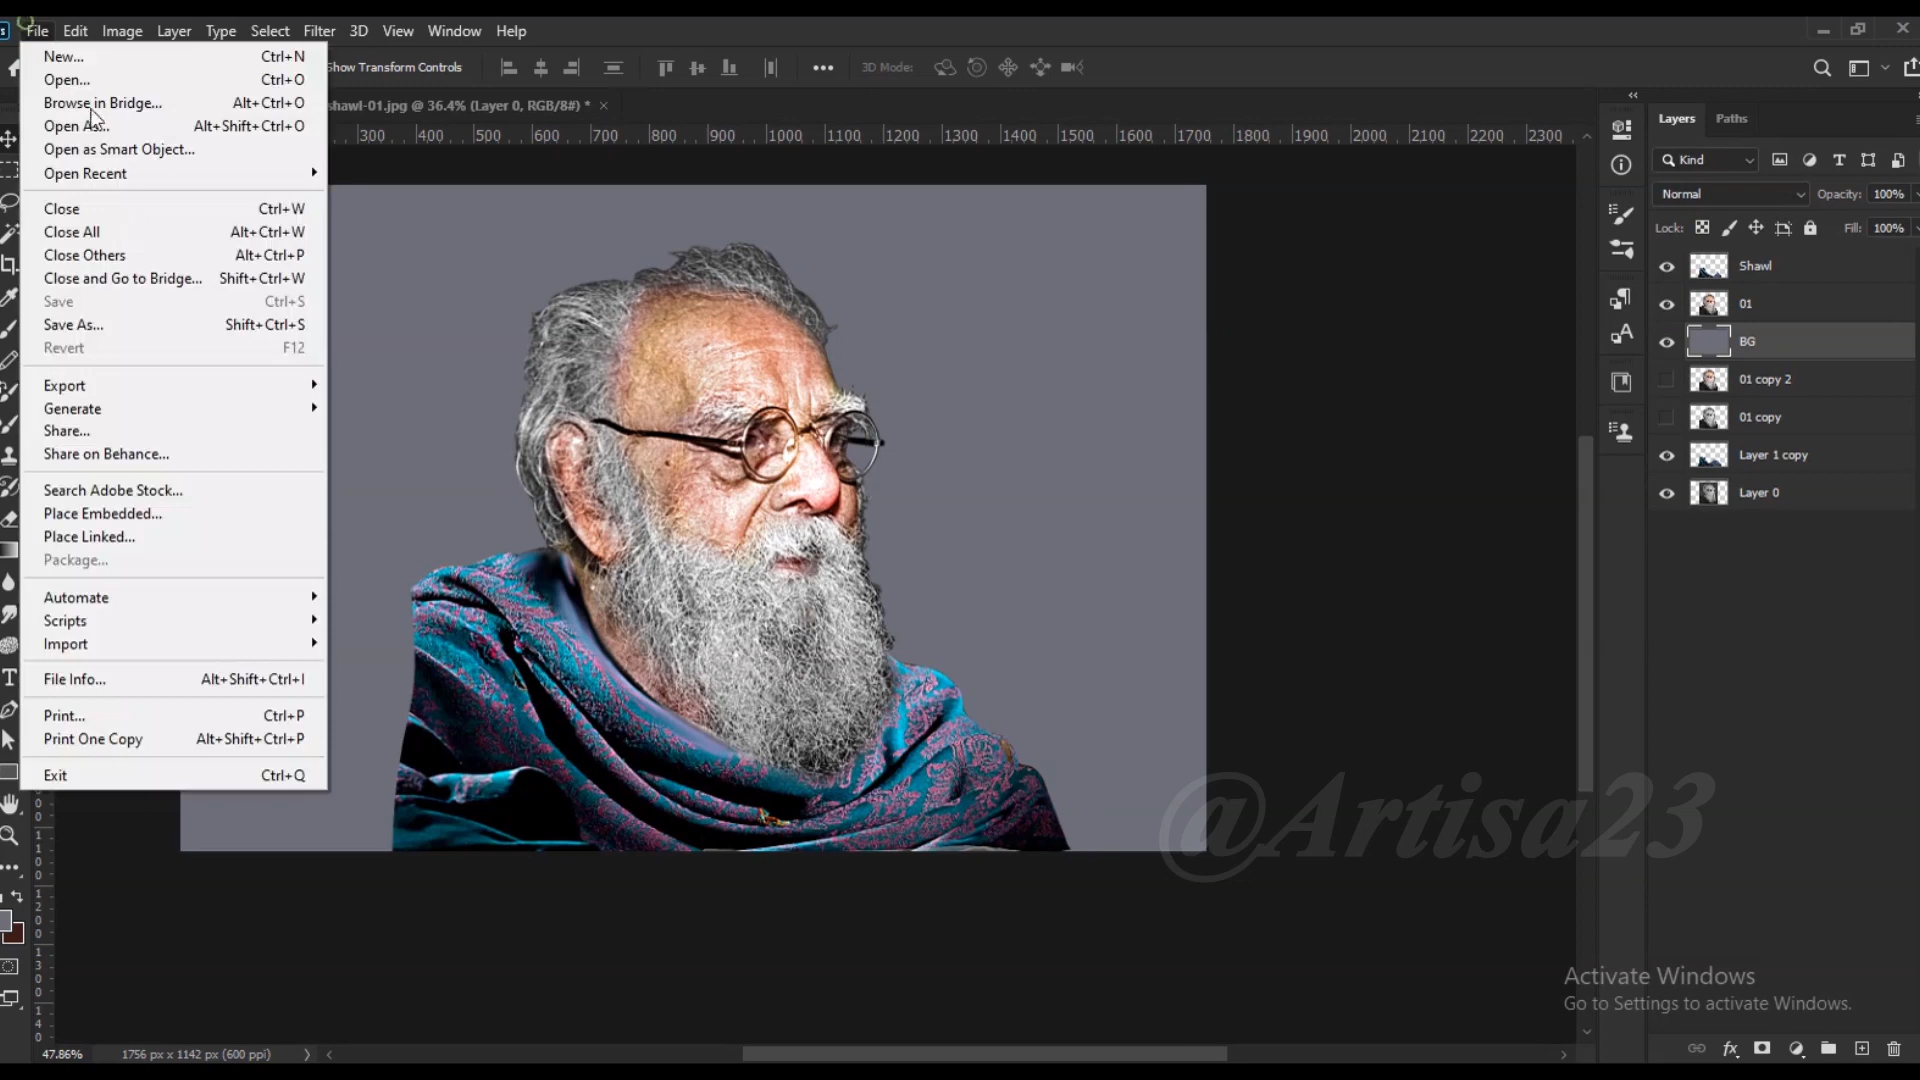 File Edit Image Layer Type Select Filter 3D View Window Help
Show Transform Controls
3D Mode:
shawl-01.jpg @ 36.4% (Layer 0, RGB/8#) *
300 400 500 600 700 800 900 1000 1100 1200 1300 1400 1500 1600 1700 1800 1900 2000 2100 2200 2300
New... Ctrl+N
Open... Ctrl+O
Browse in Bridge... Alt+Ctrl+O
Open As... Alt+Shift+Ctrl+O
Open as Smart Object...
Open Recent
Close Ctrl+W
Close All Alt+Ctrl+W
Close Others Alt+Ctrl+P
Close and Go to Bridge... Shift+Ctrl+W
Save Ctrl+S
Save As... Shift+Ctrl+S
Revert F12
Export
Generate
Share...
Share on Behance...
Search Adobe Stock...
Place Embedded...
Place Linked...
Package...
Automate
Scripts
Import
File Info... Alt+Shift+Ctrl+I
Print... Ctrl+P
Print One Copy Alt+Shift+Ctrl+P
Exit Ctrl+Q
Layers Paths
Kind
Normal Opacity: 100%
Lock: Fill: 100%
Shawl
01
BG
01 copy 2
01 copy
Layer 1 copy
Layer 0
@Artisa23
Activate Windows
Go to Settings to activate Windows.
47.86% 1756 px x 1142 px (600 ppi)